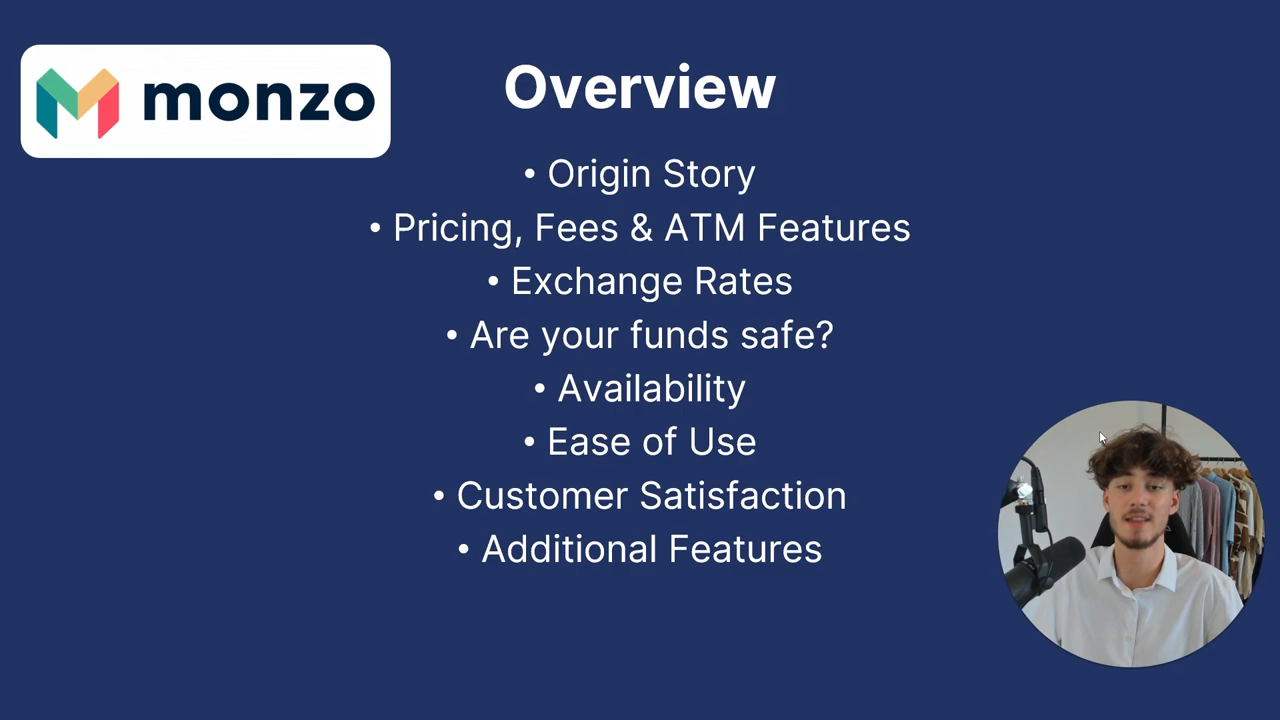 monzo
Overview
• Origin Story
• Pricing, Fees & ATM Features
• Exchange Rates
• Are your funds safe?
• Availability
• Ease of Use
• Customer Satisfaction
• Additional Features